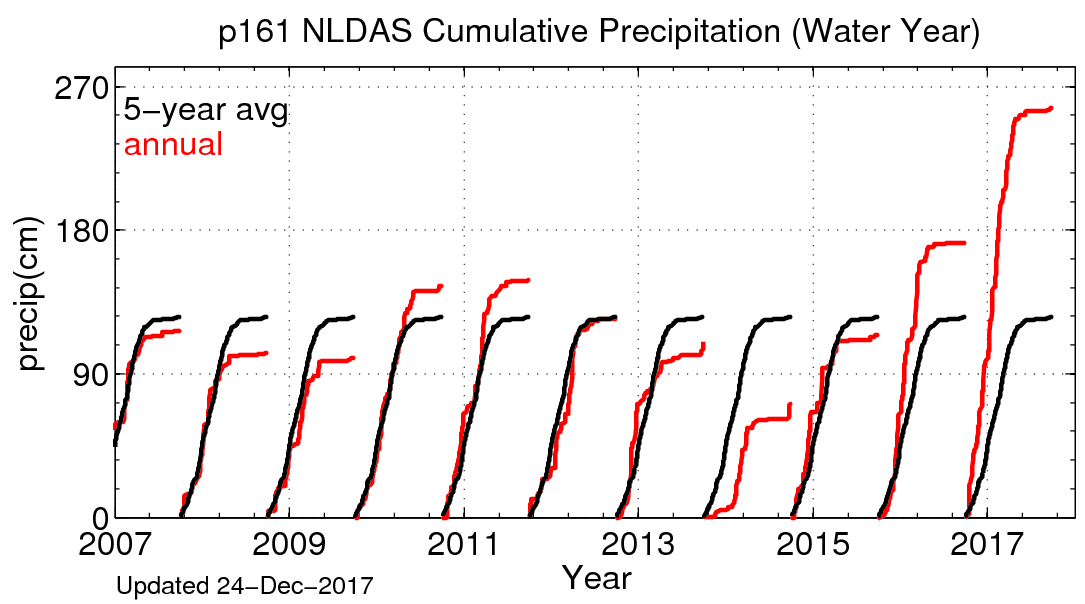 p161 NLDAS Cumulative Precipitation (Water Year)
270
5−year avg
annual
180
precip(cm)
90
0
2007 2009 2011 2013 2015 2017
Year
Updated 24−Dec−2017